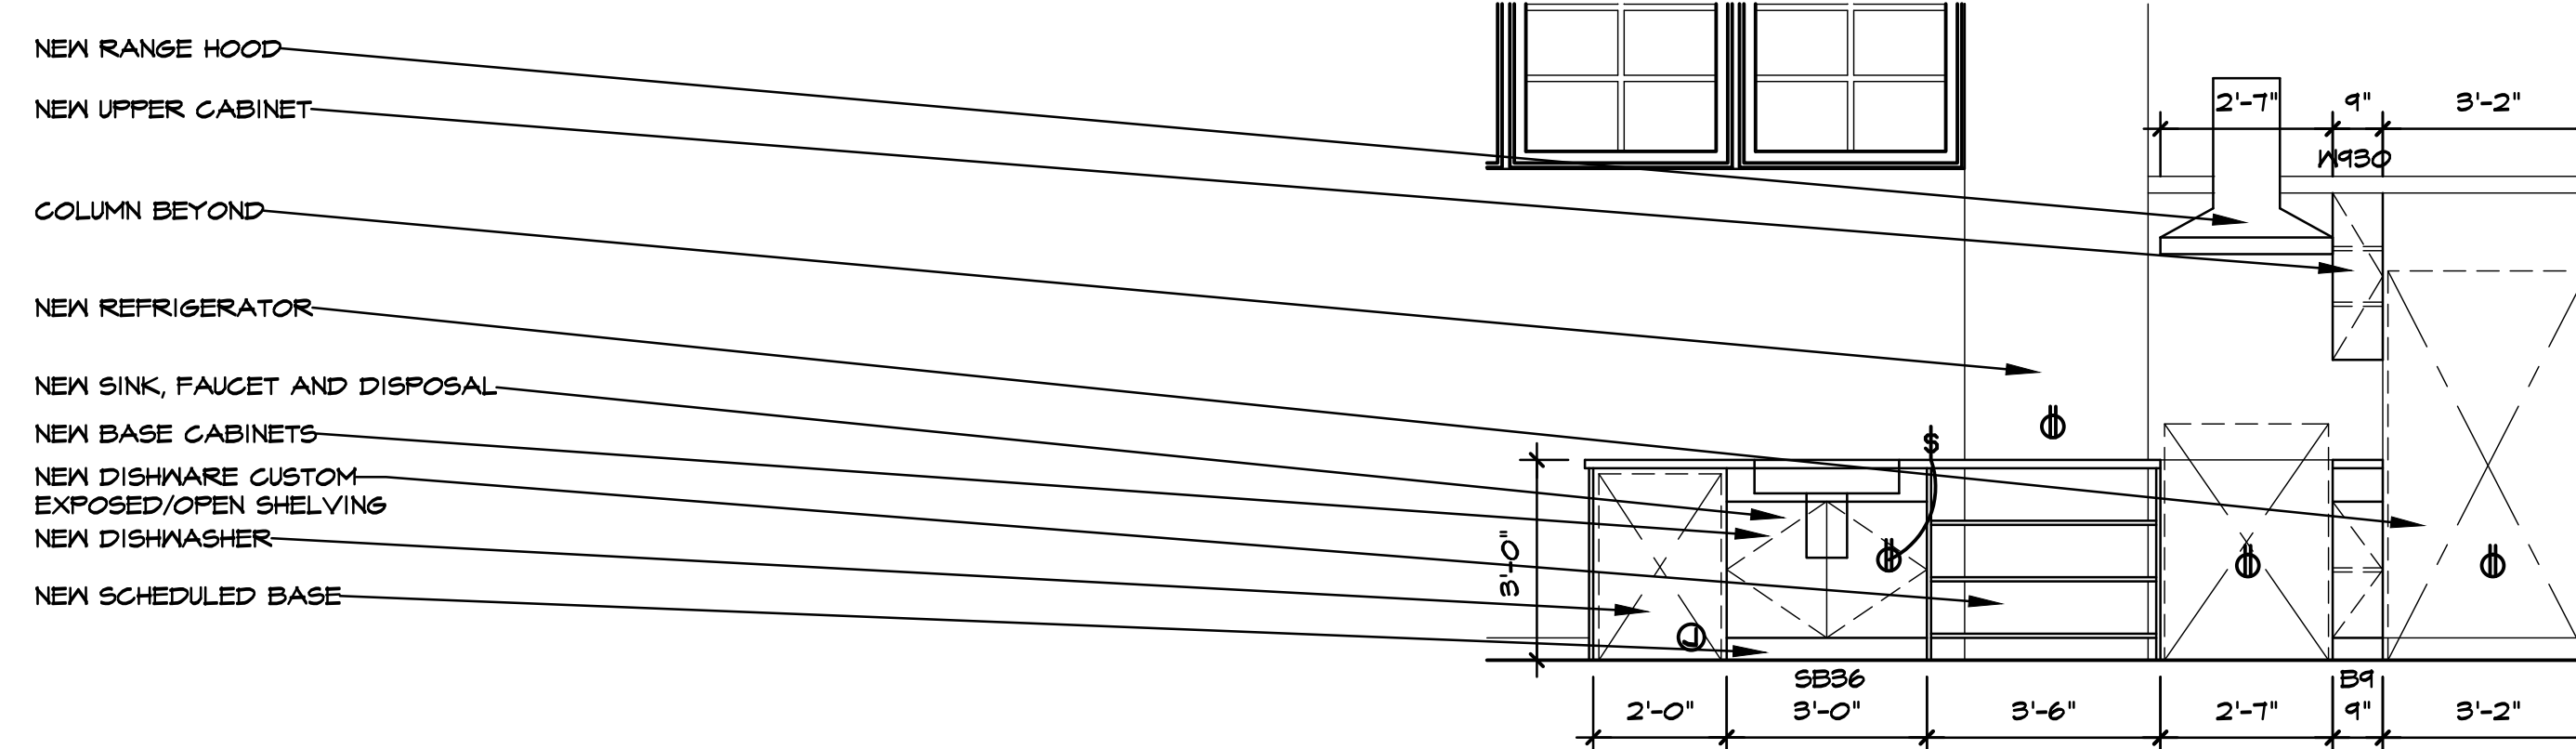 NEW RANGE HOOD
NEW UPPER CABINET
COLUMN BEYOND
NEW REFRIGERATOR
NEW SINK, FAUCET AND DISPOSAL
NEW BASE CABINETS
NEW DISHWARE CUSTOM
EXPOSED/OPEN SHELVING
NEW DISHWASHER
NEW SCHEDULED BASE
2'-7" 9" 3'-2"
W930
$
3'-0"
J
SB36 B9
2'-0" 3'-0" 3'-6" 2'-7" 9" 3'-2"